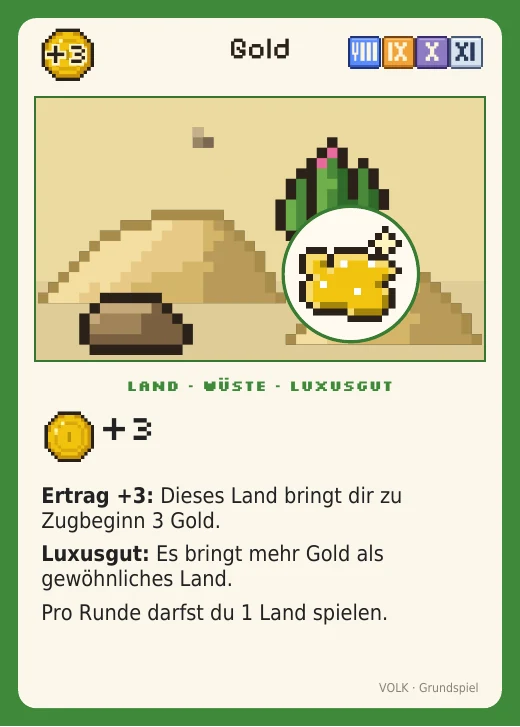 +3
Gold
VIII IX X XI
LAND · WÜSTE · LUXUSGUT
+3
Ertrag +3: Dieses Land bringt dir zu
Zugbeginn 3 Gold.
Luxusgut: Es bringt mehr Gold als
gewöhnliches Land.
Pro Runde darfst du 1 Land spielen.
VOLK · Grundspiel